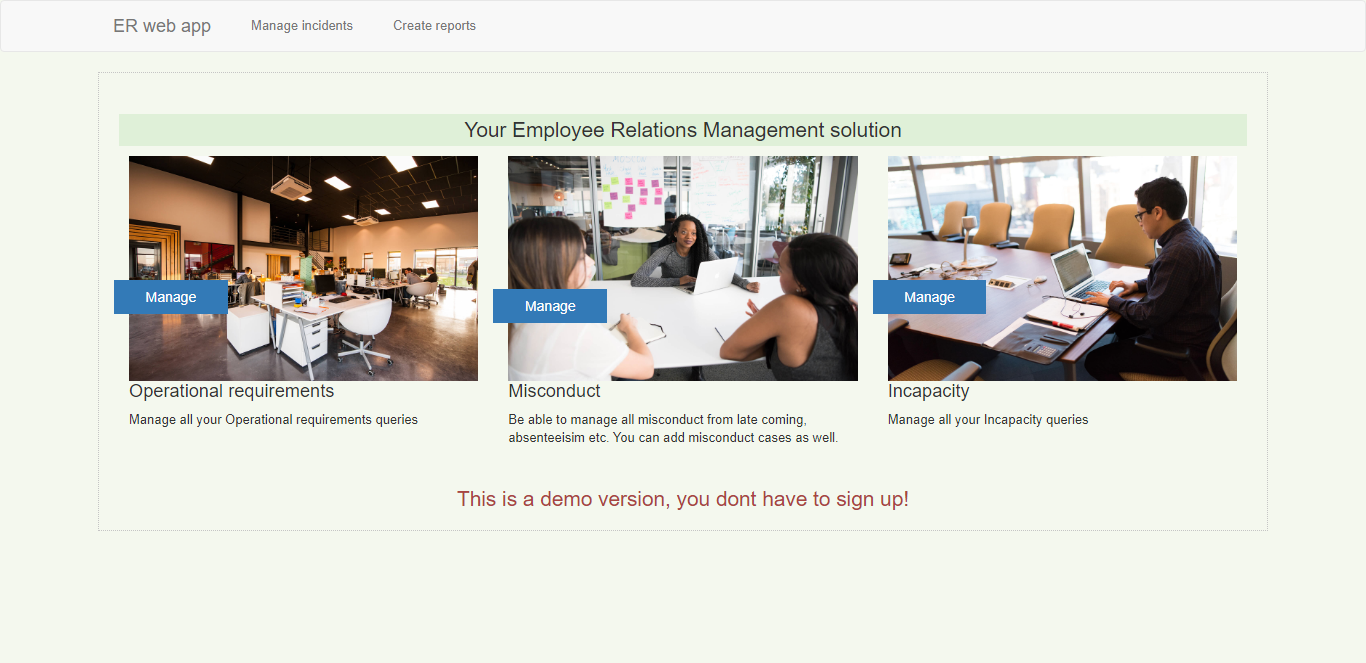 ER web app Manage incidents Create reports
Your Employee Relations Management solution
Manage Manage Manage
Operational requirements
Manage all your Operational requirements queries
Misconduct
Be able to manage all misconduct from late coming,
absenteeisim etc. You can add misconduct cases as well.
Incapacity
Manage all your Incapacity queries
This is a demo version, you dont have to sign up!